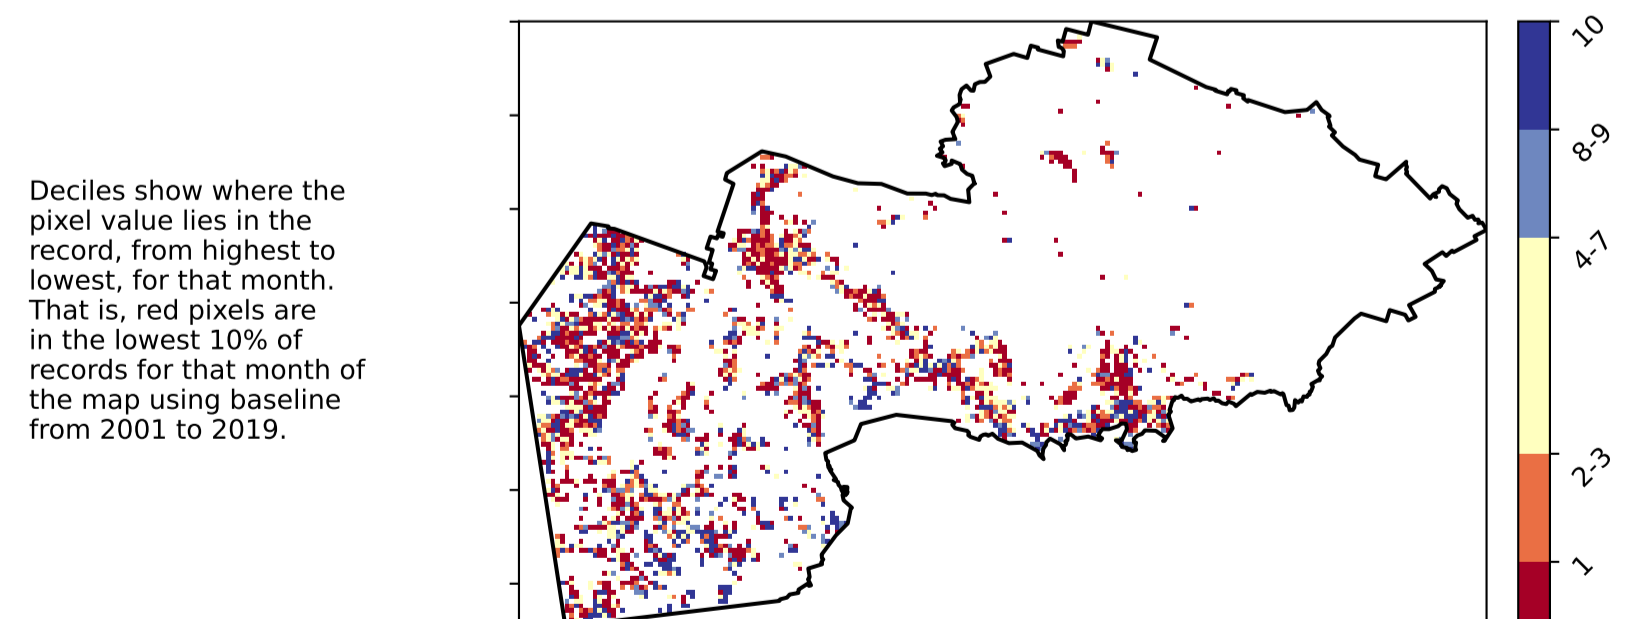 Deciles show where the
pixel value lies in the
record, from highest to
lowest, for that month.
That is, red pixels are
in the lowest 10% of
records for that month of
the map using baseline
from 2001 to 2019.
10
8-9
4-7
2-3
1